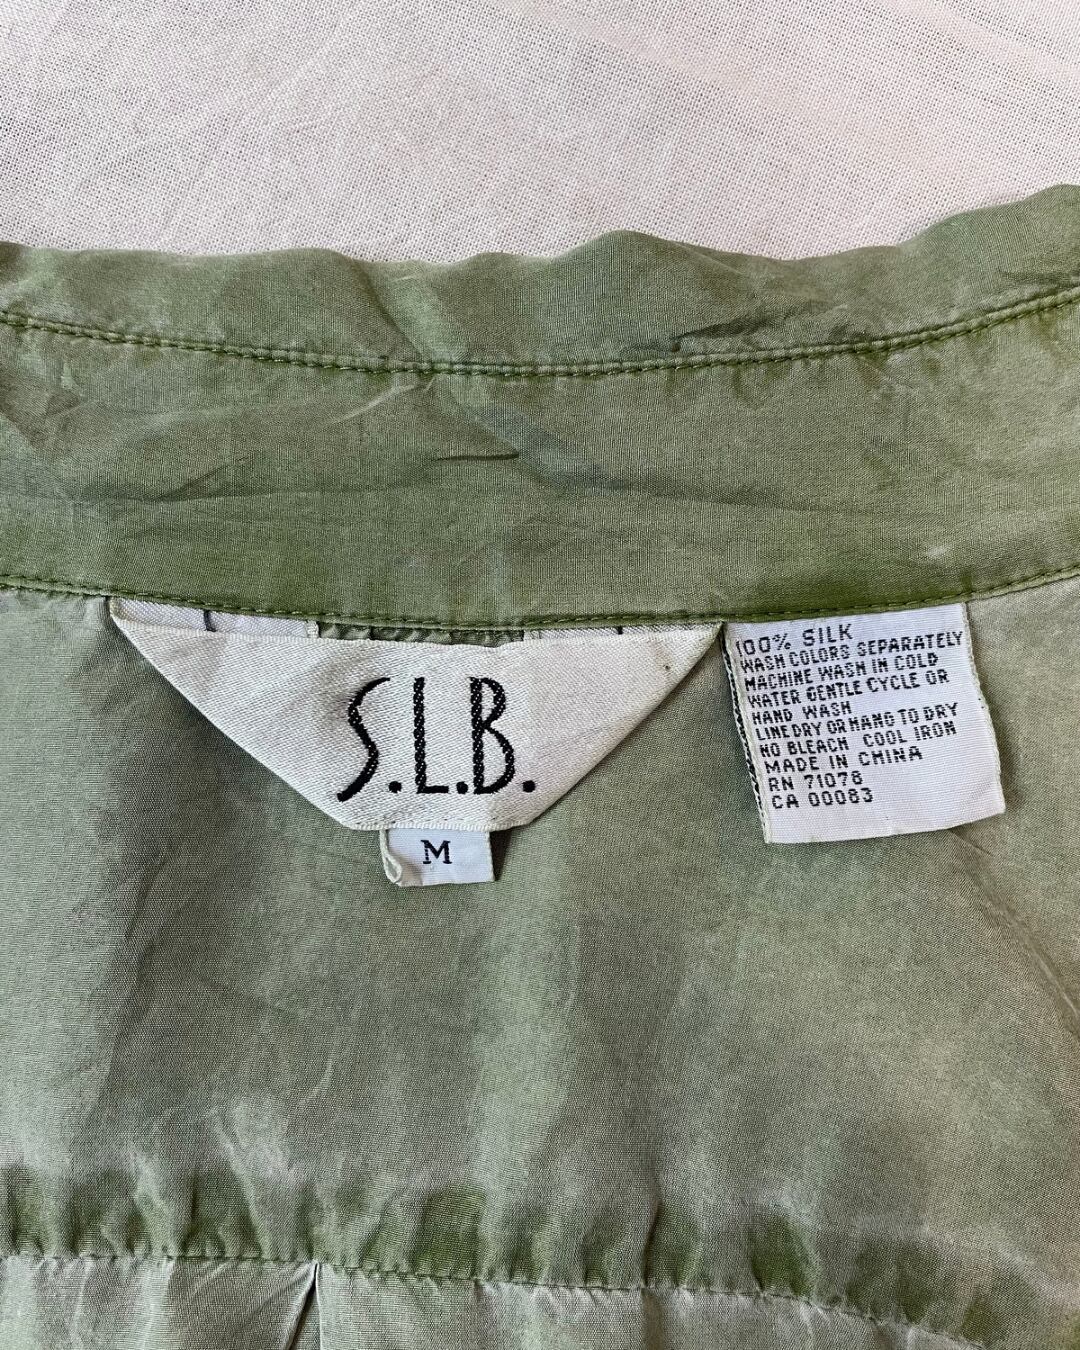 S.L.B.
M
100% SILK
WASH COLORS SEPARATELY
MACHINE WASH IN COLD
WATER GENTLE CYCLE OR
HAND WASH
LINE DRY OR HANG TO DRY
NO BLEACH COOL IRON
MADE IN CHINA
RN 71078
CA 00083